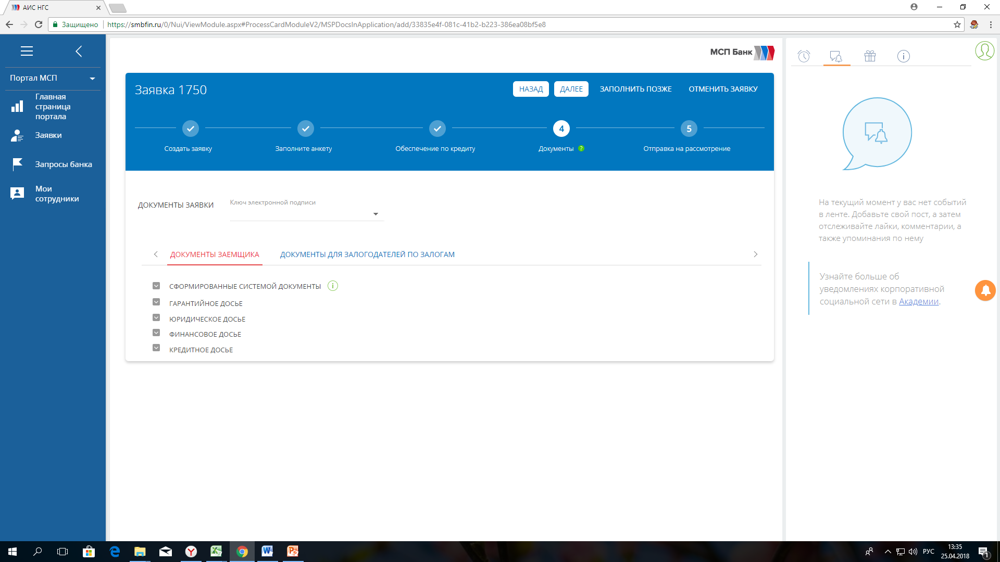 АИС НГС
Защищено
https://smbfin.ru/0/Nui/ViewModule.aspx#ProcessCardModuleV2/MSPDocsInApplication/add/33835e4f-081c-41b2-b223-386ea08bf5e8
Портал МСП
Главная
страница
портала
Заявки
Запросы банка
Мои
сотрудники
МСП Банк
Заявка 1750
НАЗАД
ДАЛЕЕ
ЗАПОЛНИТЬ ПОЗЖЕ
ОТМЕНИТЬ ЗАЯВКУ
4
5
Создать заявку
Заполните анкету
Обеспечение по кредиту
Документы ?
Отправка на рассмотрение
ДОКУМЕНТЫ ЗАЯВКИ
Ключ электронной подписи
ДОКУМЕНТЫ ЗАЕМЩИКА
ДОКУМЕНТЫ ДЛЯ ЗАЛОГОДАТЕЛЕЙ ПО ЗАЛОГАМ
СФОРМИРОВАННЫЕ СИСТЕМОЙ ДОКУМЕНТЫ i
ГАРАНТИЙНОЕ ДОСЬЕ
ЮРИДИЧЕСКОЕ ДОСЬЕ
ФИНАНСОВОЕ ДОСЬЕ
КРЕДИТНОЕ ДОСЬЕ
На текущий момент у вас нет событий
в ленте. Добавьте свой пост, а затем
отслеживайте лайки, комментарии, а
также упоминания по нему
Узнайте больше об
уведомлениях корпоративной
социальной сети в Академии.
РУС
13:35
25.04.2018
1